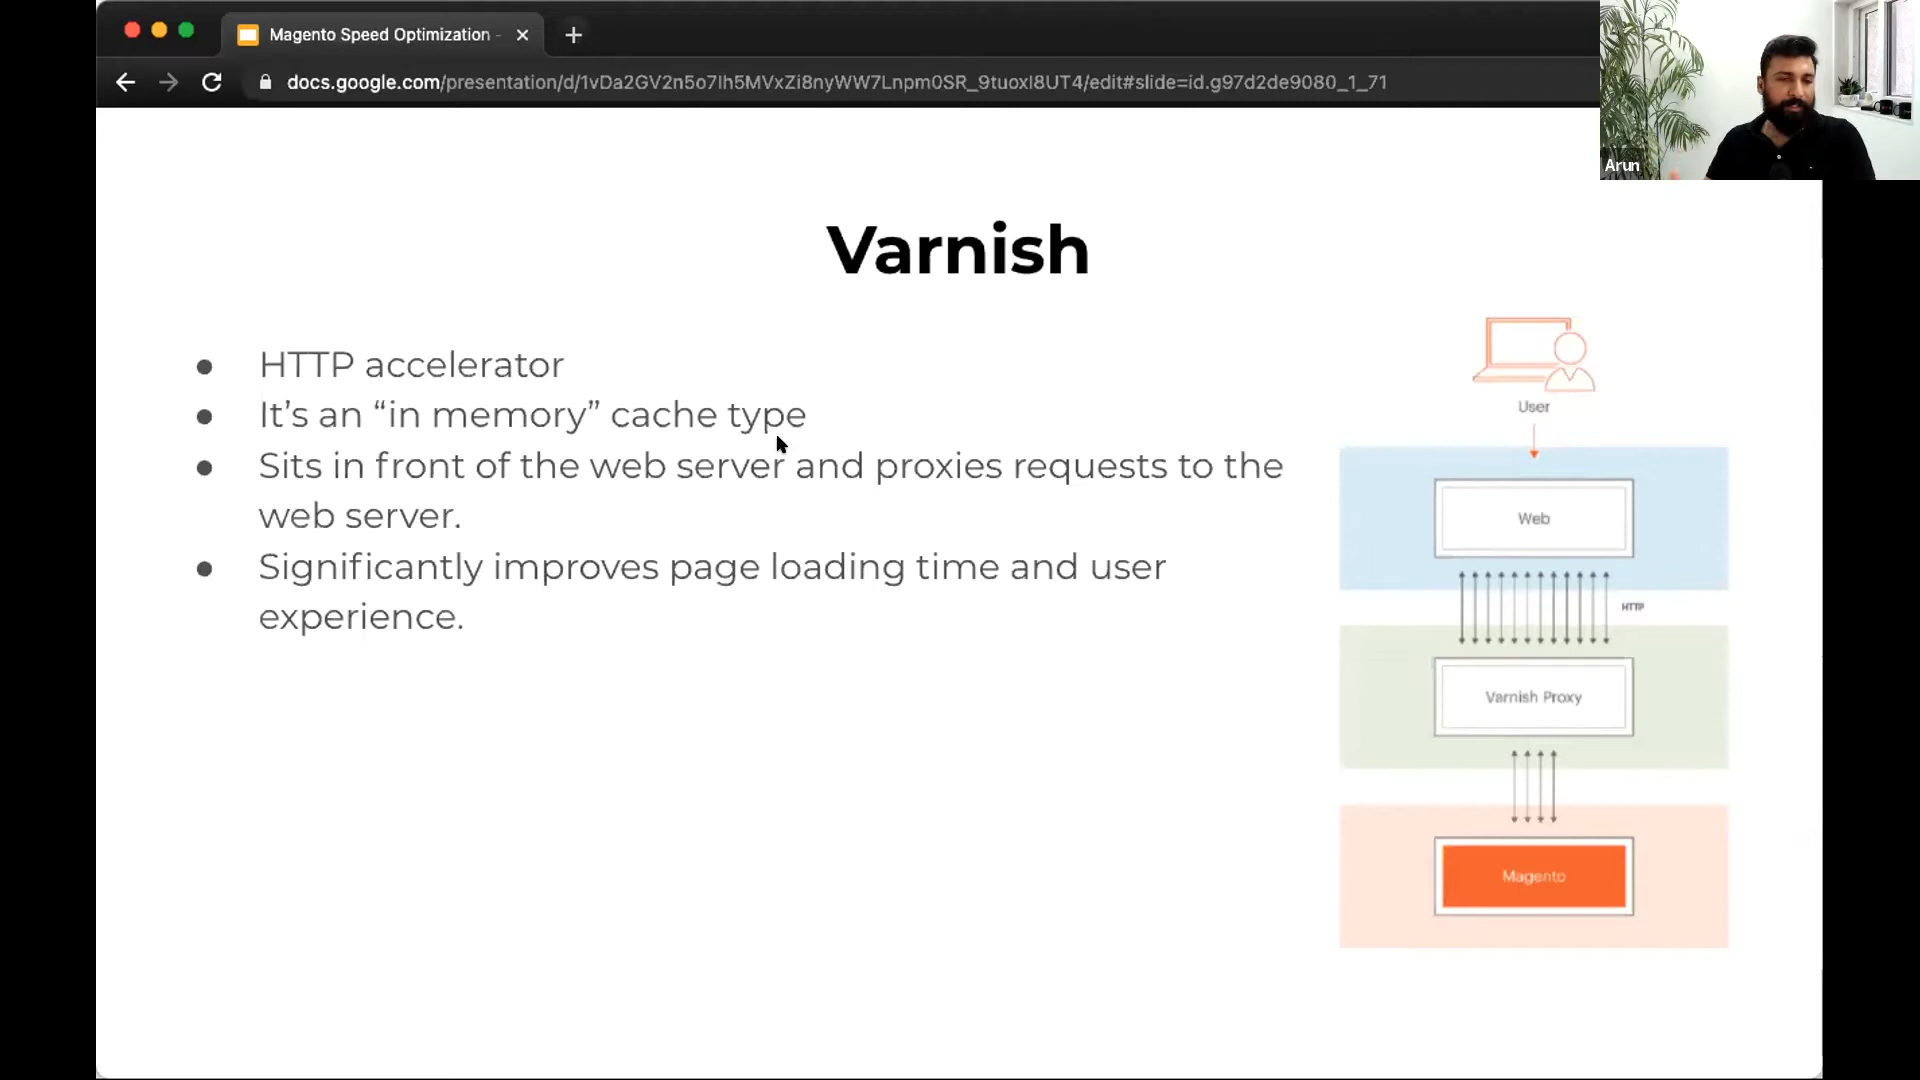 Magento Speed Optimization -
docs.google.com/presentation/d/1vDa2GV2n5o7lh5MVxZi8nyWW7Lnpm0SR_9tuoxI8UT4/edit#slide=id.g97d2de9080_1_71
Arun
Varnish
HTTP accelerator
It’s an “in memory” cache type
Sits in front of the web server and proxies requests to the
web server.
Significantly improves page loading time and user
experience.
User
Web
HTTP
Varnish Proxy
Magento